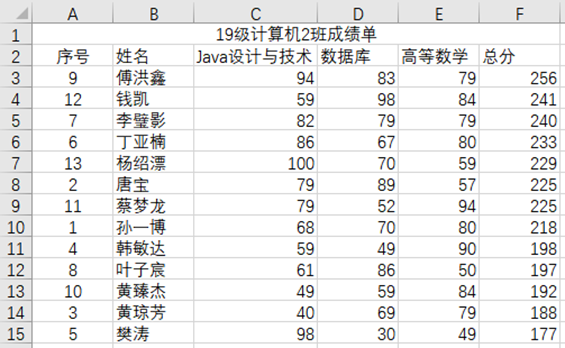 A B C D E F
1 19级计算机2班成绩单
2 序号 姓名 Java设计与技术 数据库 高等数学 总分
3 9 傅洪鑫 94 83 79 256
4 12 钱凯 59 98 84 241
5 7 李璧影 82 79 79 240
6 6 丁亚楠 86 67 80 233
7 13 杨绍漂 100 70 59 229
8 2 唐宝 79 89 57 225
9 11 蔡梦龙 79 52 94 225
10 1 孙一博 68 70 80 218
11 4 韩敏达 59 49 90 198
12 8 叶子宸 61 86 50 197
13 10 黄臻杰 49 59 84 192
14 3 黄琼芳 40 69 79 188
15 5 樊涛 98 30 49 177